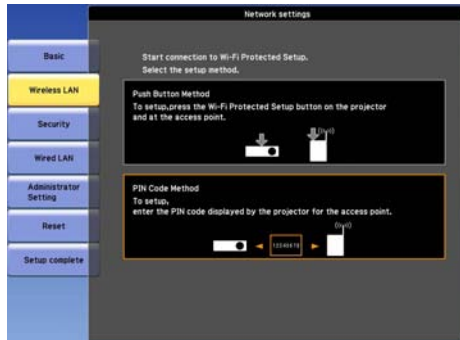 Network settings
Basic
Wireless LAN
Security
Wired LAN
Administrator
Setting
Reset
Setup complete
Start connection to Wi-Fi Protected Setup.
Select the setup method.
Push Button Method
To setup,press the Wi-Fi Protected Setup button on the projector
and at the access point.
PIN Code Method
To setup,
enter the PIN code displayed by the projector for the access point.